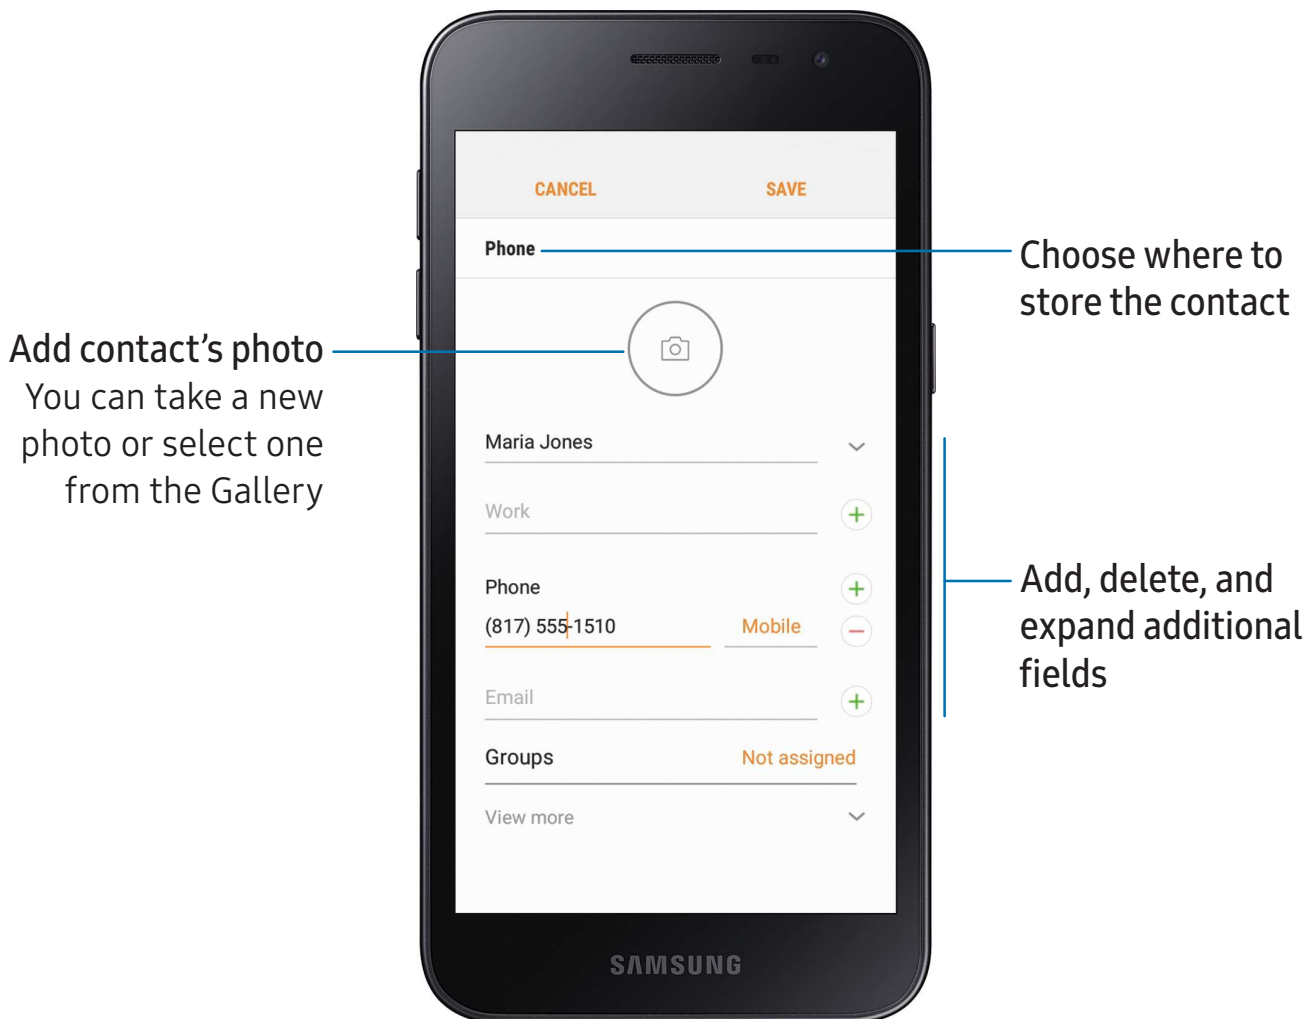 CANCEL SAVE
Phone
Choose where to
store the contact
Add contact's photo
You can take a new
photo or select one
from the Gallery
Maria Jones
Work
Phone
(817) 555-1510 Mobile
Email
Add, delete, and
expand additional
fields
Groups Not assigned
View more
SAMSUNG